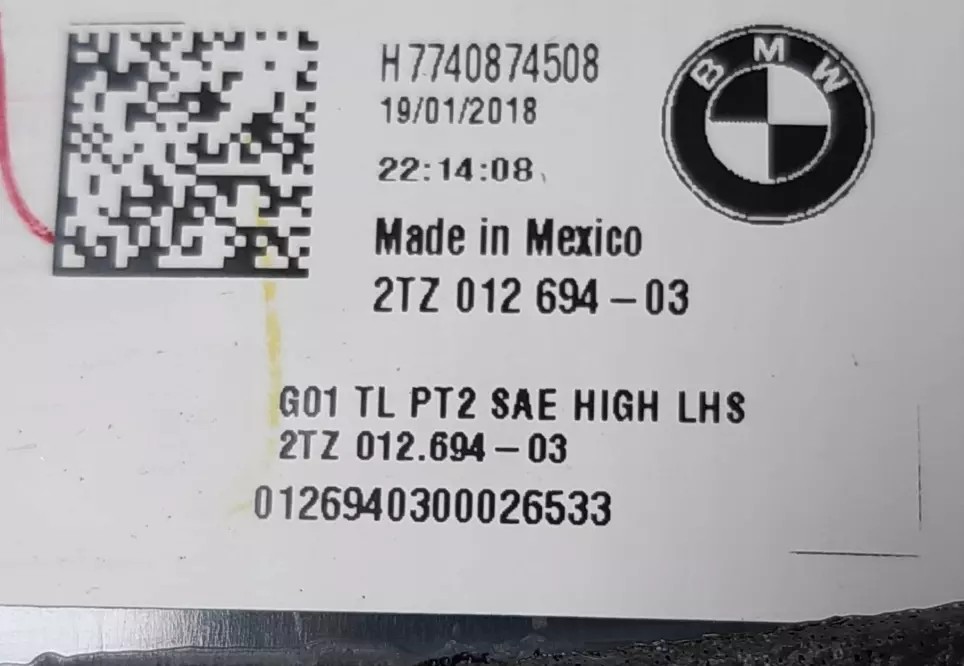 H7740874508
19/01/2018
22:14:08
BMW
Made in Mexico
2TZ 012 694-03
G01 TL PT2 SAE HIGH LHS
2TZ 012.694-03
0126940300026533